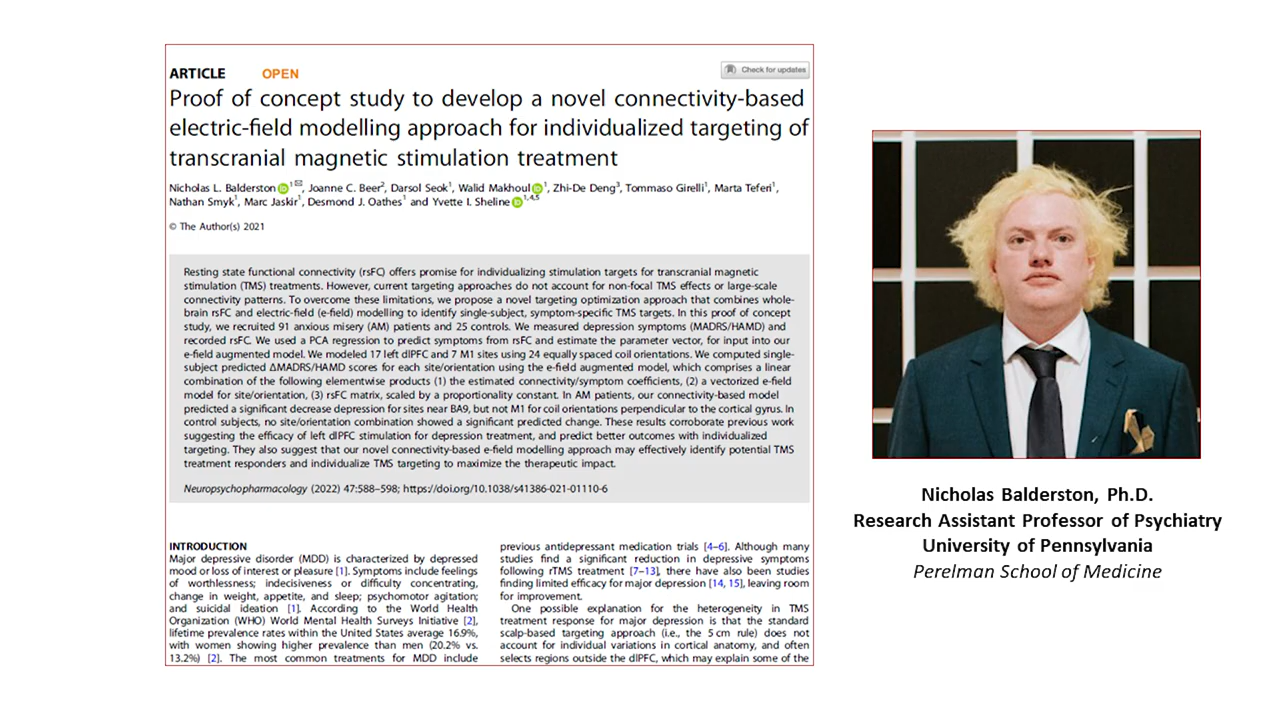 ARTICLE OPEN
Check for updates
Proof of concept study to develop a novel connectivity-based
electric-field modelling approach for individualized targeting of
transcranial magnetic stimulation treatment
Nicholas L. Balderston iD 1✉, Joanne C. Beer2, Darsol Seok1, Walid Makhoul iD 1, Zhi-De Deng3, Tommaso Girelli1, Marta Teferi1,
Nathan Smyk1, Marc Jaskir1, Desmond J. Oathes1 and Yvette I. Sheline iD 1,4,5
© The Author(s) 2021
Resting state functional connectivity (rsFC) offers promise for individualizing stimulation targets for transcranial magnetic
stimulation (TMS) treatments. However, current targeting approaches do not account for non-focal TMS effects or large-scale
connectivity patterns. To overcome these limitations, we propose a novel targeting optimization approach that combines whole-
brain rsFC and electric-field (e-field) modelling to identify single-subject, symptom-specific TMS targets. In this proof of concept
study, we recruited 91 anxious misery (AM) patients and 25 controls. We measured depression symptoms (MADRS/HAMD) and
recorded rsFC. We used a PCA regression to predict symptoms from rsFC and estimate the parameter vector, for input into our
e-field augmented model. We modeled 17 left dlPFC and 7 M1 sites using 24 equally spaced coil orientations. We computed single-
subject predicted ΔMADRS/HAMD scores for each site/orientation using the e-field augmented model, which comprises a linear
combination of the following elementwise products (1) the estimated connectivity/symptom coefficients, (2) a vectorized e-field
model for site/orientation, (3) rsFC matrix, scaled by a proportionality constant. In AM patients, our connectivity-based model
predicted a significant decrease depression for sites near BA9, but not M1 for coil orientations perpendicular to the cortical gyrus. In
control subjects, no site/orientation combination showed a significant predicted change. These results corroborate previous work
suggesting the efficacy of left dlPFC stimulation for depression treatment, and predict better outcomes with individualized
targeting. They also suggest that our novel connectivity-based e-field modelling approach may effectively identify potential TMS
treatment responders and individualize TMS targeting to maximize the therapeutic impact.
Neuropsychopharmacology (2022) 47:588–598; https://doi.org/10.1038/s41386-021-01110-6
INTRODUCTION
Major depressive disorder (MDD) is characterized by depressed
mood or loss of interest or pleasure [1]. Symptoms include feelings
of worthlessness; indecisiveness or difficulty concentrating,
change in weight, appetite, and sleep; psychomotor agitation;
and suicidal ideation [1]. According to the World Health
Organization (WHO) World Mental Health Surveys Initiative [2],
lifetime prevalence rates within the United States average 16.9%,
with women showing higher prevalence than men (20.2% vs.
13.2%) [2]. The most common treatments for MDD include
previous antidepressant medication trials [4–6]. Although many
studies find a significant reduction in depressive symptoms
following rTMS treatment [7–13], there have also been studies
finding limited efficacy for major depression [14, 15], leaving room
for improvement.
One possible explanation for the heterogeneity in TMS
treatment response for major depression is that the standard
scalp-based targeting approach (i.e., the 5 cm rule) does not
account for individual variations in cortical anatomy, and often
selects regions outside the dlPFC, which may explain some of the
Nicholas Balderston, Ph.D.
Research Assistant Professor of Psychiatry
University of Pennsylvania
Perelman School of Medicine